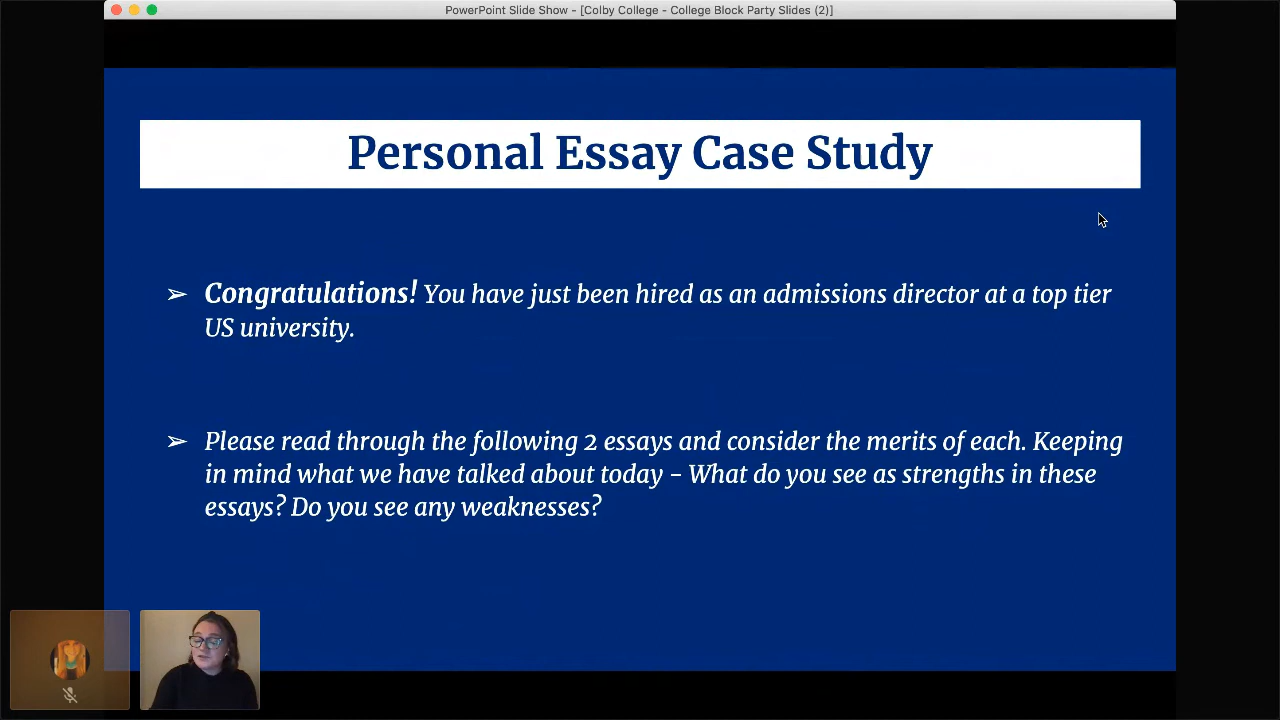 PowerPoint Slide Show - [Colby College - College Block Party Slides (2)]
Personal Essay Case Study
➢ Congratulations! You have just been hired as an admissions director at a top tier
US university.
➢ Please read through the following 2 essays and consider the merits of each. Keeping
in mind what we have talked about today - What do you see as strengths in these
essays? Do you see any weaknesses?